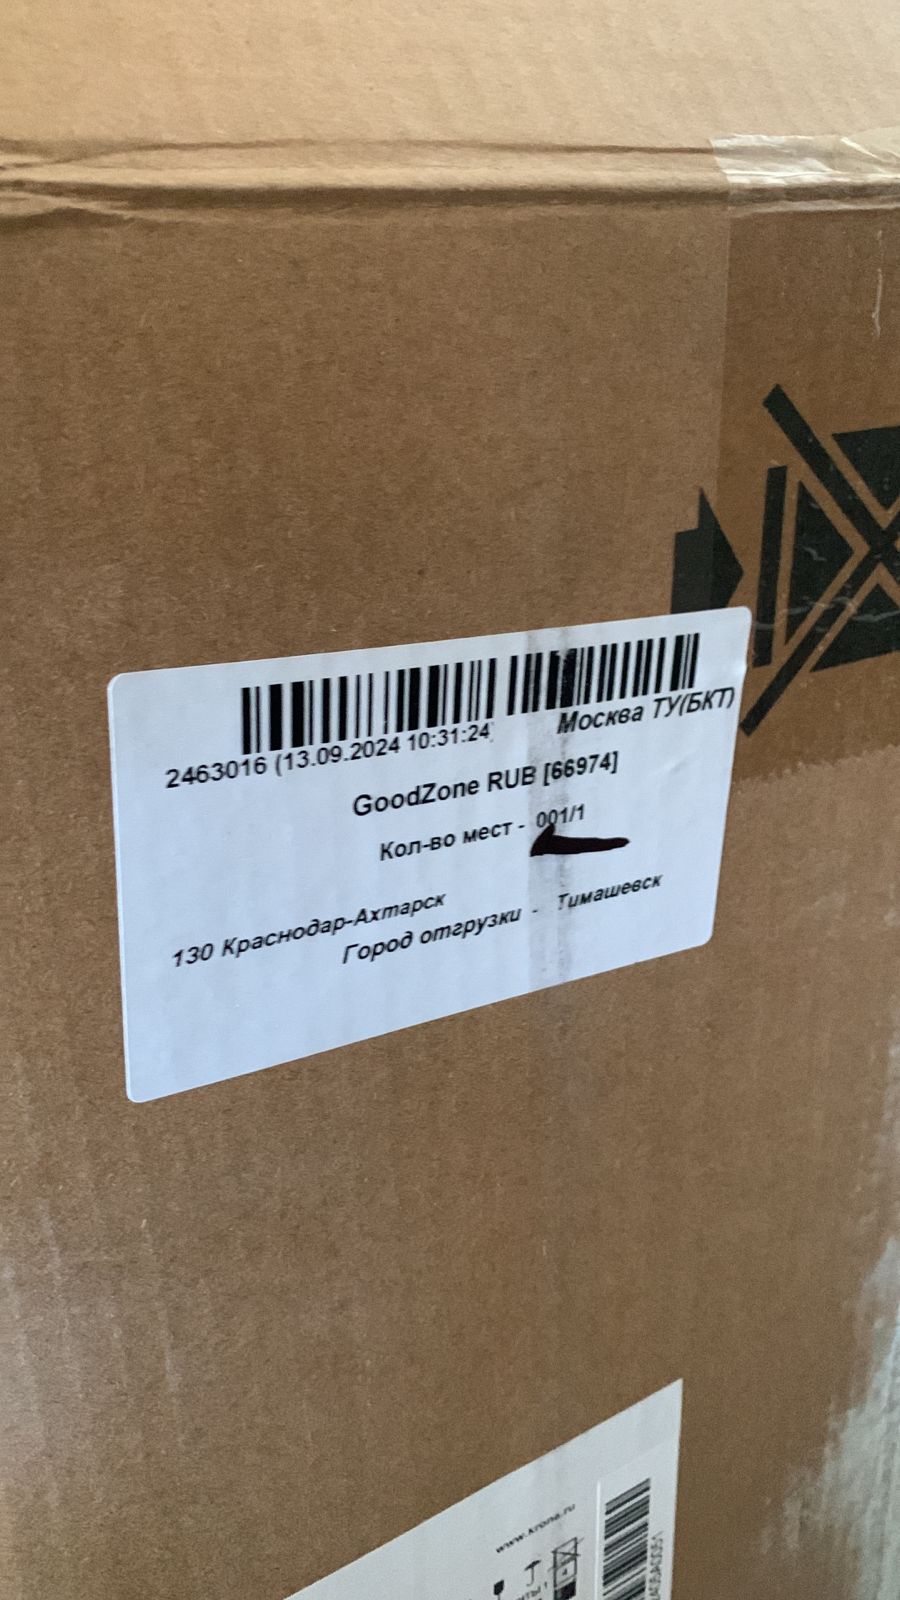 2463016 (13.09.2024 10:31:24)
Москва ТУ(БКТ)
GoodZone RUB [66974]
Кол-во мест - 001/1
130 Краснодар-Ахтарск
Город отгрузки - Тимашевск
www.krone.ru